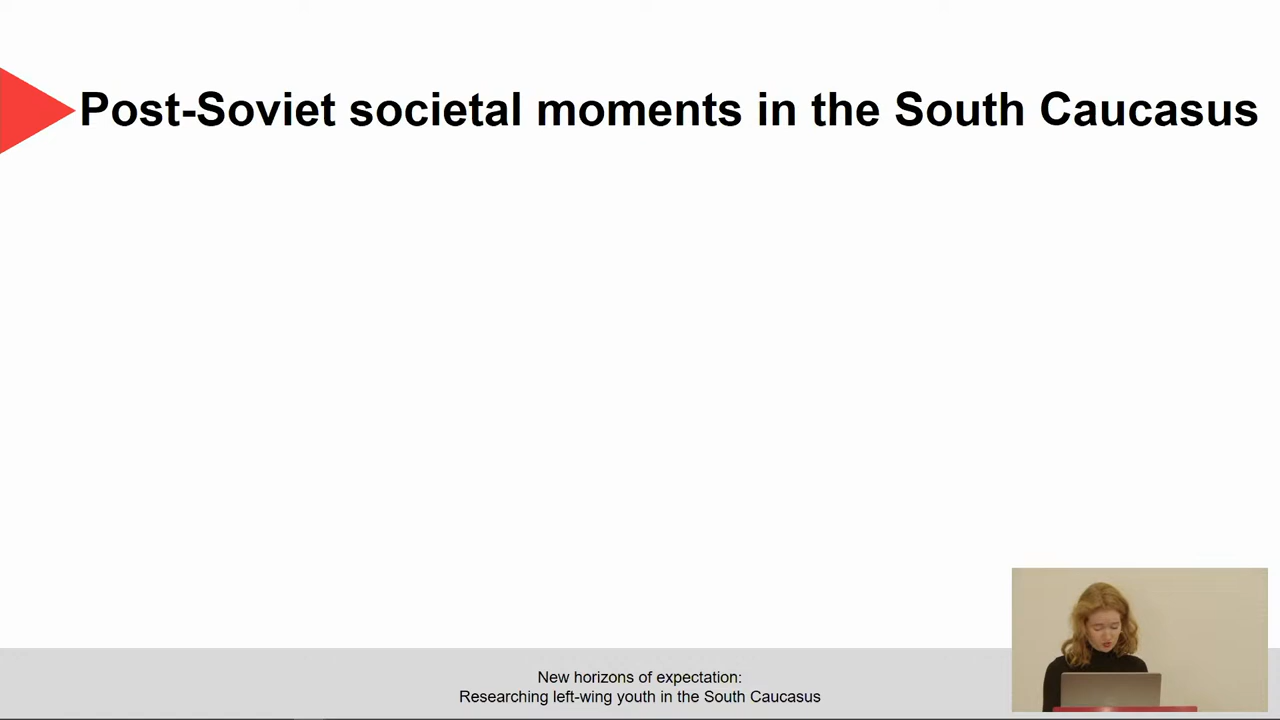 Post-Soviet societal moments in the South Caucasus
New horizons of expectation:
Researching left-wing youth in the South Caucasus